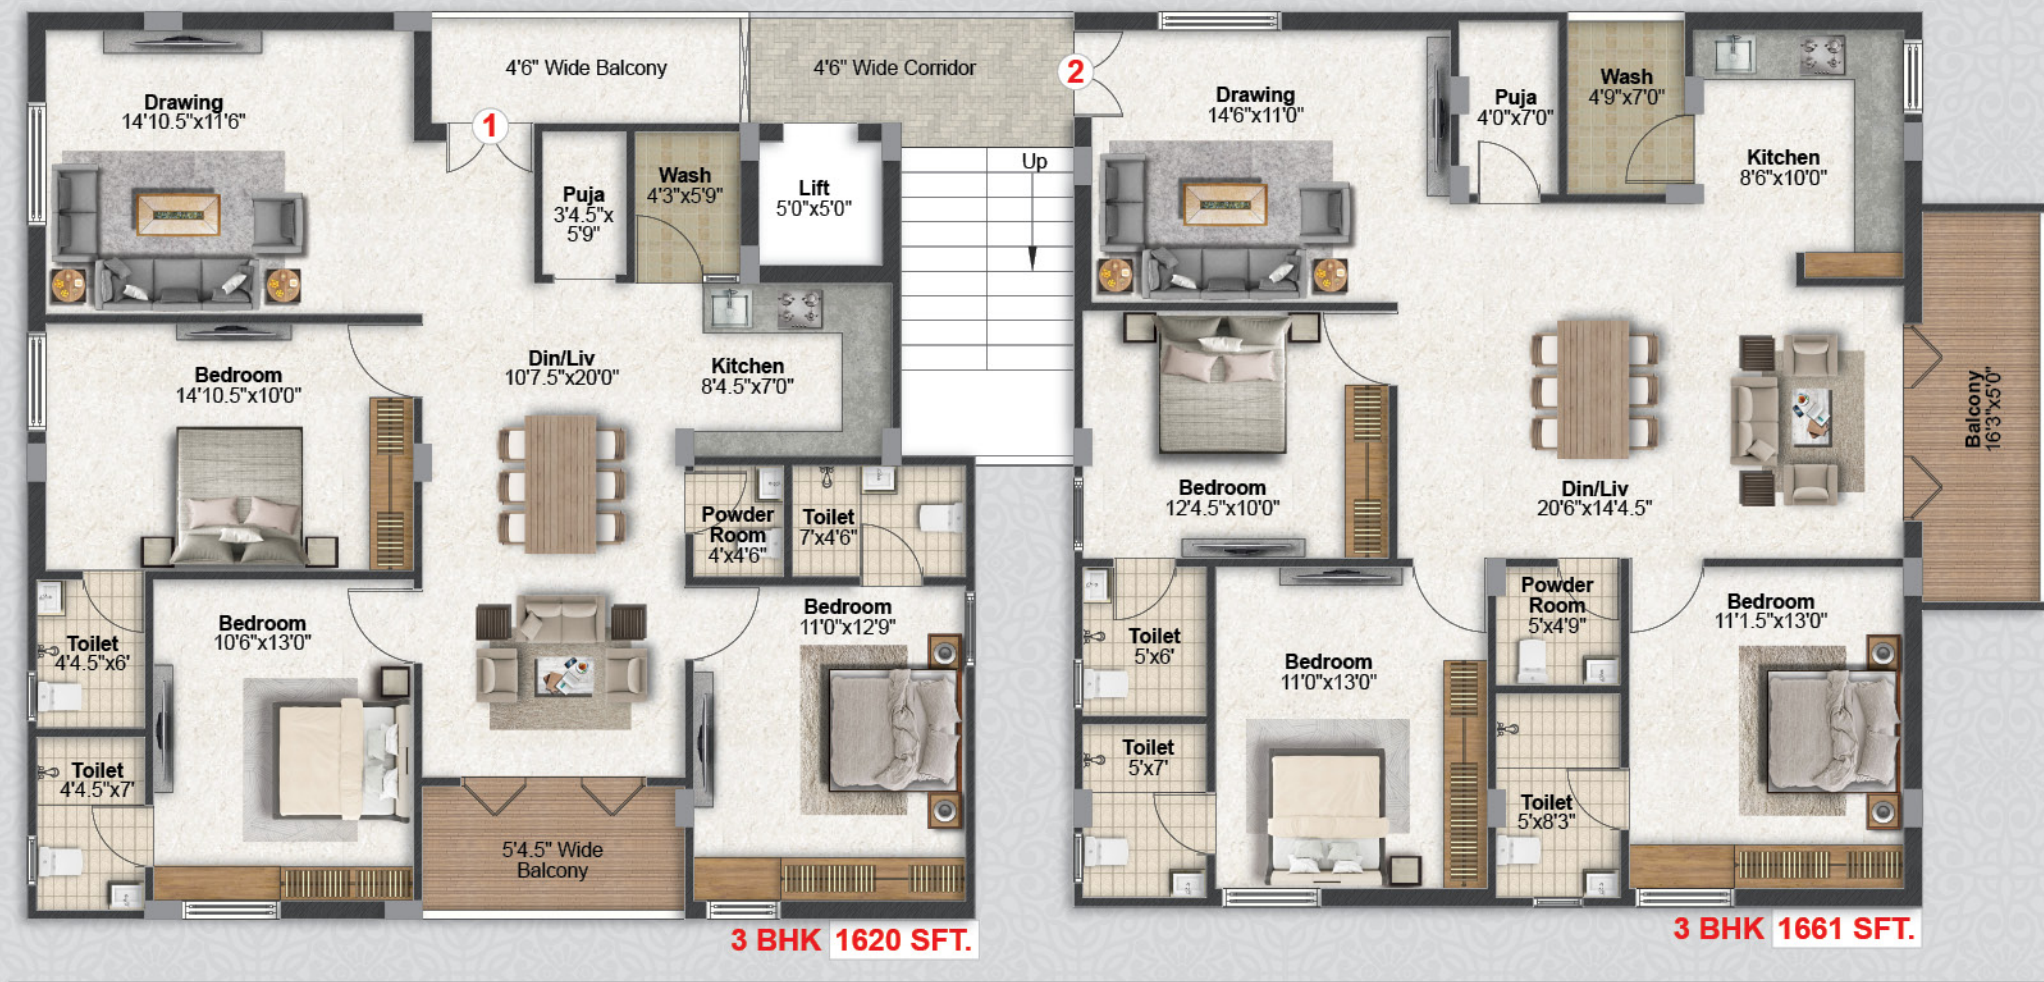 Drawing
14'10.5"x11'6"
4'6" Wide Balcony
4'6" Wide Corridor
1
Puja
3'4.5"x
5'9"
Wash
4'3"x5'9"
Lift
5'0"x5'0"
Up
Bedroom
14'10.5"x10'0"
Din/Liv
10'7.5"x20'0"
Kitchen
8'4.5"x7'0"
Powder
Room
4'x4'6"
Toilet
7'x4'6"
Toilet
4'4.5"x6'
Bedroom
10'6"x13'0"
Bedroom
11'0"x12'9"
Toilet
4'4.5"x7'
5'4.5" Wide
Balcony
3 BHK 1620 SFT.
2
Drawing
14'6"x11'0"
Puja
4'0"x7'0"
Wash
4'9"x7'0"
Kitchen
8'6"x10'0"
Balcony
16'3"x5'0"
Bedroom
12'4.5"x10'0"
Din/Liv
20'6"x14'4.5"
Toilet
5'x6'
Bedroom
11'0"x13'0"
Powder
Room
5'x4'9"
Bedroom
11'1.5"x13'0"
Toilet
5'x7'
Toilet
5'x8'3"
3 BHK 1661 SFT.